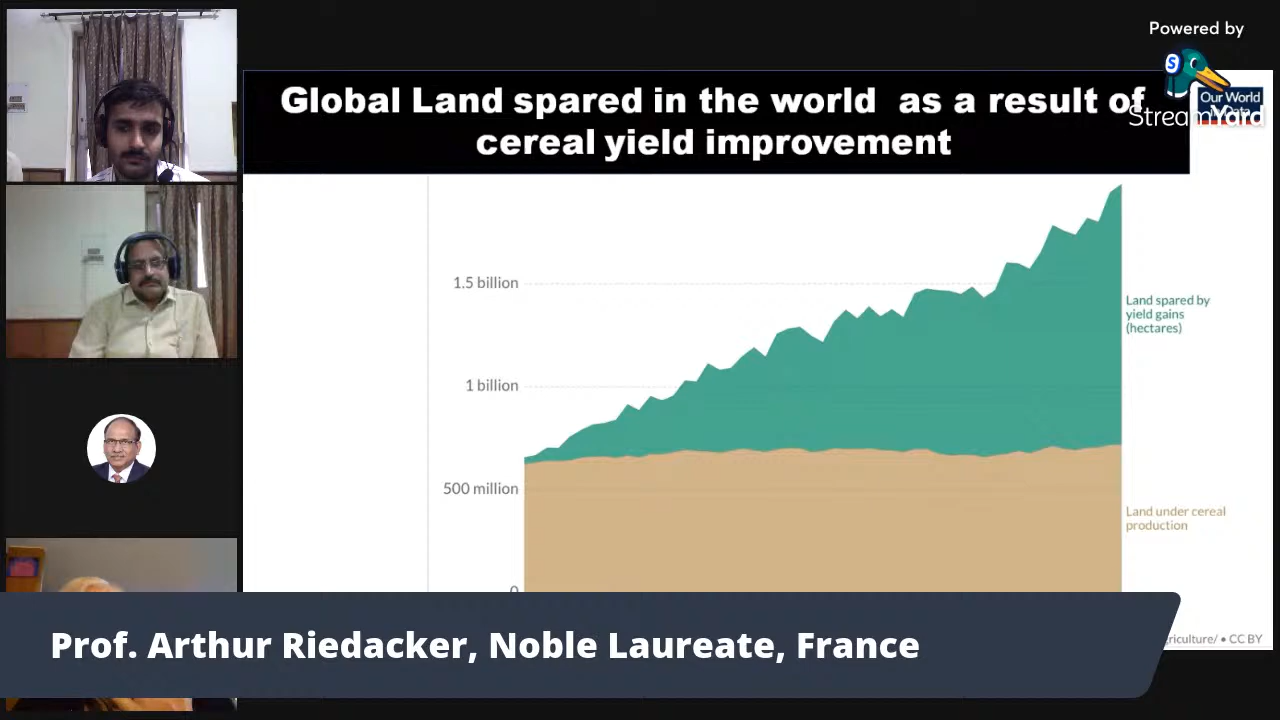 Powered by
StreamYard
Our World
Global Land spared in the world as a result of
cereal yield improvement
1.5 billion
1 billion
500 million
0
Land spared by
yield gains
(hectares)
Land under cereal
production
Prof. Arthur Riedacker, Noble Laureate, France
griculture/ • CC BY